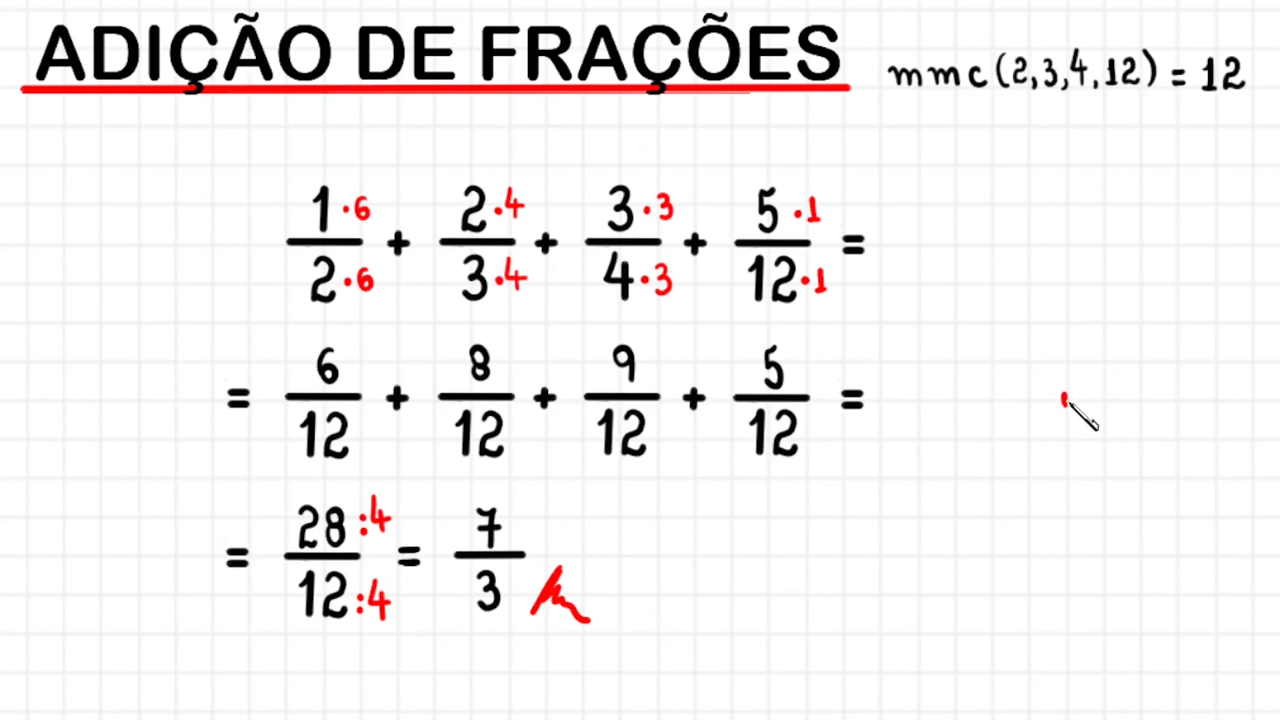 ADIÇÃO DE FRAÇÕES
mmc (2, 3, 4, 12) = 12
1·6/2·6 + 2·4/3·4 + 3·3/4·3 + 5·1/12·1 =
= 6/12 + 8/12 + 9/12 + 5/12 =
= 28:4/12:4 = 7/3